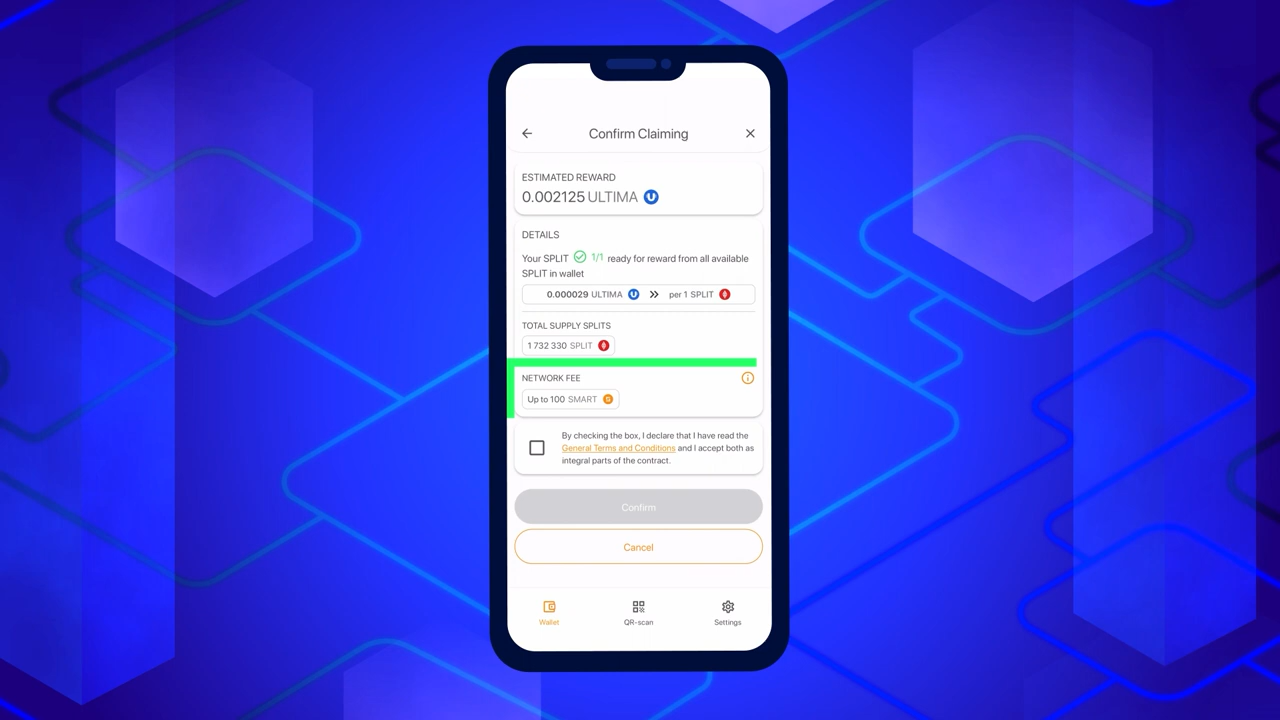 Confirm Claiming
ESTIMATED REWARD
0.002125 ULTIMA
DETAILS
Your SPLIT 1/1 ready for reward from all available
SPLIT in wallet
0.000029 ULTIMA per 1 SPLIT
TOTAL SUPPLY SPLITS
1 732 330 SPLIT
NETWORK FEE
Up to 100 SMART
By checking the box, I declare that I have read the
General Terms and Conditions and I accept both as
integral parts of the contract.
Confirm
Cancel
Wallet QR-scan Settings